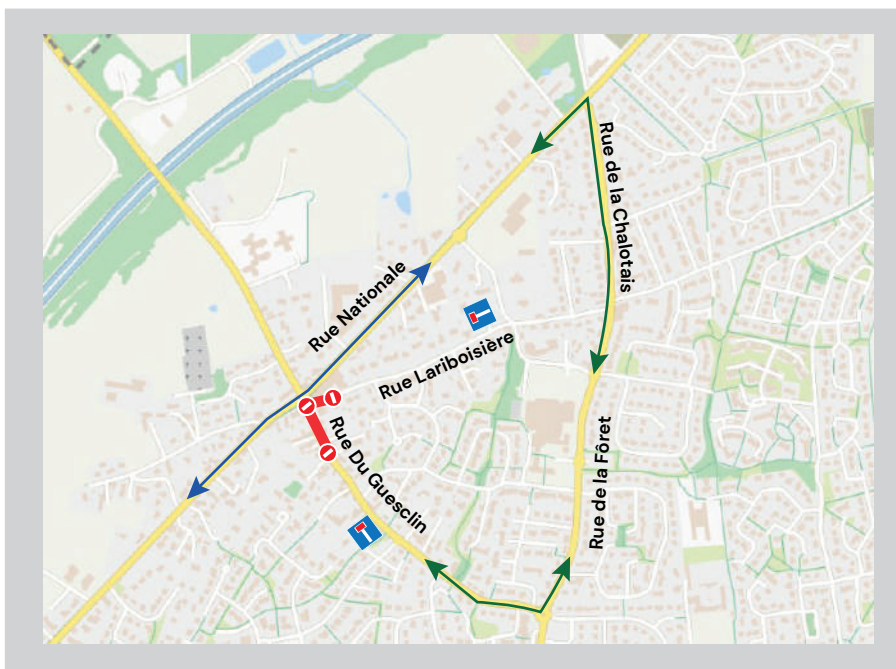 Rue de la Chalotais
Rue Nationale
Rue Lariboisière
Rue Du Guesclin
Rue de la Fôret